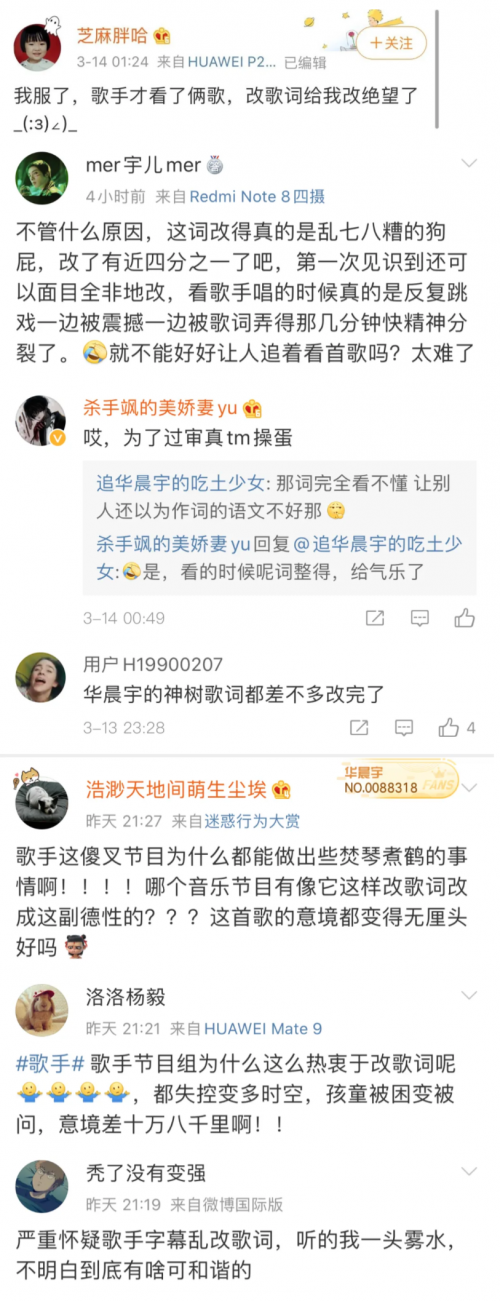 芝麻胖哈
3-14 01:24 来自HUAWEI P2... 已编辑
+关注
我服了，歌手才看了俩歌，改歌词给我改绝望了
_(:3)∠)_
mer宇儿mer
4小时前 来自Redmi Note 8四摄
不管什么原因，这词改得真的是乱七八糟的狗
屁，改了有近四分之一了吧，第一次见识到还可
以面目全非地改，看歌手唱的时候真的是反复跳
戏一边被震撼一边被歌词弄得那几分钟快精神分
裂了。🤣就不能好好让人追着看首歌吗？太难了
杀手飒的美娇妻yu
哎，为了过审真tm操蛋
追华晨宇的吃土少女: 那词完全看不懂 让别
人还以为作词的语文不好那
杀手飒的美娇妻yu回复@追华晨宇的吃土少
女:🤣是，看的时候呢词整得，给气乐了
3-14 00:49
用户H19900207
华晨宇的神树歌词都差不多改完了
3-13 23:28
4
浩渺天地间萌生尘埃
华晨宇
NO.0088318
FANS
昨天 21:27 来自迷惑行为大赏
歌手这傻叉节目为什么都能做出些焚琴煮鹤的事
情啊！！！！哪个音乐节目有像它这样改歌词改
成这副德性的？？？这首歌的意境都变得无厘头
好吗
洛洛杨毅
昨天 21:21 来自HUAWEI Mate 9
#歌手# 歌手节目组为什么这么热衷于改歌词呢
🤷🤷🤷🤷，都失控变多时空，孩童被困变被
问，意境差十万八千里啊！！
秃了没有变强
昨天 21:19 来自微博国际版
严重怀疑歌手字幕乱改歌词，听的我一头雾水，
不明白到底有啥可和谐的